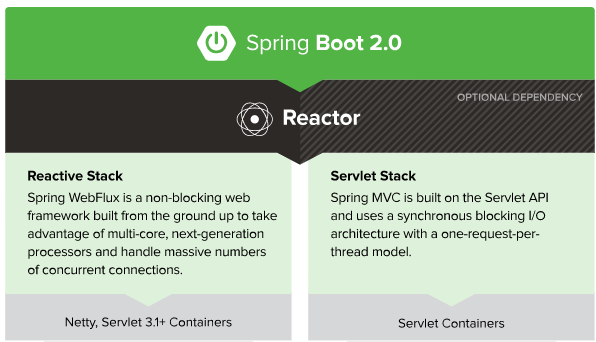 Spring Boot 2.0
OPTIONAL DEPENDENCY
Reactor
Reactive Stack
Spring WebFlux is a non-blocking web
framework built from the ground up to take
advantage of multi-core, next-generation
processors and handle massive numbers
of concurrent connections.
Netty, Servlet 3.1+ Containers
Servlet Stack
Spring MVC is built on the Servlet API
and uses a synchronous blocking I/O
architecture with a one-request-per-
thread model.
Servlet Containers